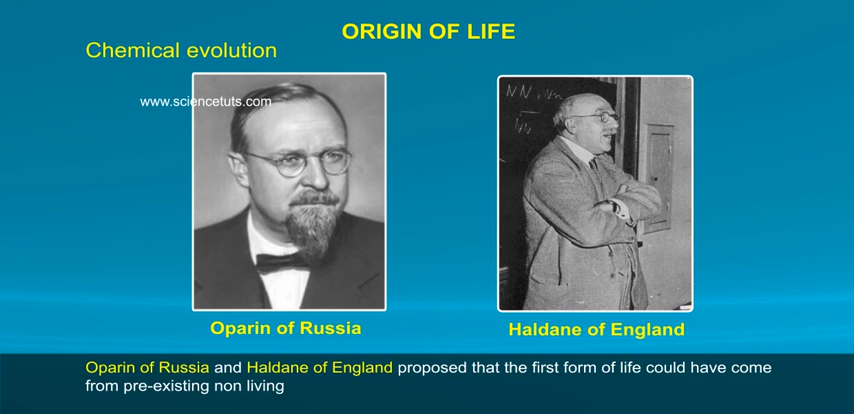 ORIGIN OF LIFE
Chemical evolution
www.sciencetuts.com
Oparin of Russia
Haldane of England
Oparin of Russia and Haldane of England proposed that the first form of life could have come
from pre-existing non living